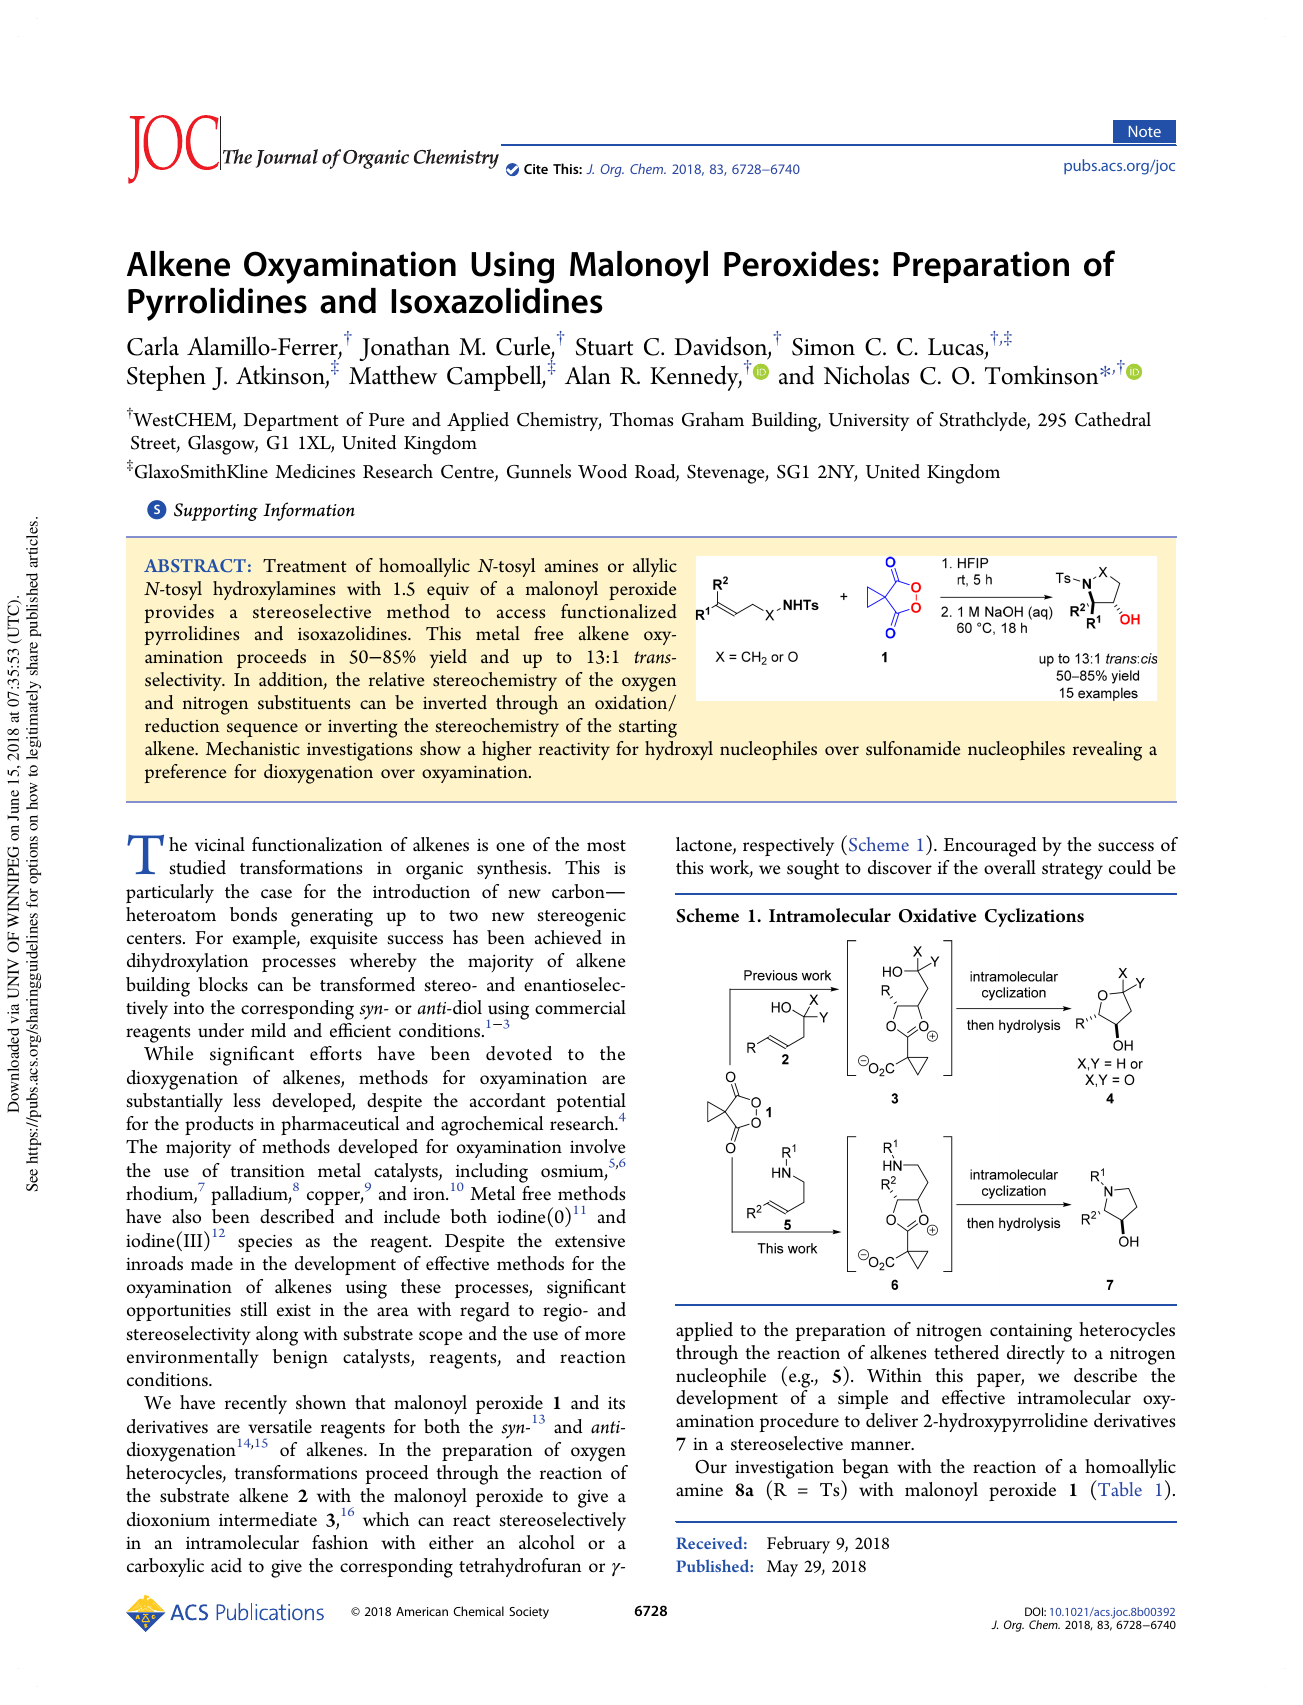 JOC The Journal of Organic Chemistry
Note
Cite This: J. Org. Chem. 2018, 83, 6728−6740
pubs.acs.org/joc
Alkene Oxyamination Using Malonoyl Peroxides: Preparation of
Pyrrolidines and Isoxazolidines
Carla Alamillo-Ferrer,† Jonathan M. Curle,† Stuart C. Davidson,† Simon C. C. Lucas,†,‡
Stephen J. Atkinson,‡ Matthew Campbell,‡ Alan R. Kennedy,† iD and Nicholas C. O. Tomkinson*,† iD
†WestCHEM, Department of Pure and Applied Chemistry, Thomas Graham Building, University of Strathclyde, 295 Cathedral
Street, Glasgow, G1 1XL, United Kingdom
‡GlaxoSmithKline Medicines Research Centre, Gunnels Wood Road, Stevenage, SG1 2NY, United Kingdom
S Supporting Information
ABSTRACT: Treatment of homoallylic N-tosyl amines or allylic
N-tosyl hydroxylamines with 1.5 equiv of a malonoyl peroxide
provides a stereoselective method to access functionalized
pyrrolidines and isoxazolidines. This metal free alkene oxy-
amination proceeds in 50−85% yield and up to 13:1 trans-
selectivity. In addition, the relative stereochemistry of the oxygen
and nitrogen substituents can be inverted through an oxidation/
reduction sequence or inverting the stereochemistry of the starting
alkene. Mechanistic investigations show a higher reactivity for hydroxyl nucleophiles over sulfonamide nucleophiles revealing a
preference for dioxygenation over oxyamination.
R2
R1
X
NHTs
X = CH2 or O
+
O
O
O
O
1
1. HFIP
rt, 5 h
2. 1 M NaOH (aq)
60 °C, 18 h
Ts
N
X
R2
R1
OH
up to 13:1 trans:cis
50–85% yield
15 examples
The vicinal functionalization of alkenes is one of the most
studied transformations in organic synthesis. This is
particularly the case for the introduction of new carbon—
heteroatom bonds generating up to two new stereogenic
centers. For example, exquisite success has been achieved in
dihydroxylation processes whereby the majority of alkene
building blocks can be transformed stereo- and enantioselec-
tively into the corresponding syn- or anti-diol using commercial
reagents under mild and efficient conditions.1−3
While significant efforts have been devoted to the
dioxygenation of alkenes, methods for oxyamination are
substantially less developed, despite the accordant potential
for the products in pharmaceutical and agrochemical research.4
The majority of methods developed for oxyamination involve
the use of transition metal catalysts, including osmium,5,6
rhodium,7 palladium,8 copper,9 and iron.10 Metal free methods
have also been described and include both iodine(0)11 and
iodine(III)12 species as the reagent. Despite the extensive
inroads made in the development of effective methods for the
oxyamination of alkenes using these processes, significant
opportunities still exist in the area with regard to regio- and
stereoselectivity along with substrate scope and the use of more
environmentally benign catalysts, reagents, and reaction
conditions.
We have recently shown that malonoyl peroxide 1 and its
derivatives are versatile reagents for both the syn-13 and anti-
dioxygenation14,15 of alkenes. In the preparation of oxygen
heterocycles, transformations proceed through the reaction of
the substrate alkene 2 with the malonoyl peroxide to give a
dioxonium intermediate 3,16 which can react stereoselectively
in an intramolecular fashion with either an alcohol or a
carboxylic acid to give the corresponding tetrahydrofuran or γ-
lactone, respectively (Scheme 1). Encouraged by the success of
this work, we sought to discover if the overall strategy could be
Scheme 1. Intramolecular Oxidative Cyclizations
Previous work
HO
X
Y
R
2
HO
X
Y
R
O
O
⊕
⊖O2C
3
intramolecular
cyclization
then hydrolysis
X
Y
O
R
OH
X,Y = H or
X,Y = O
4
O
O
O
O
1
R1
HN
R2
5
This work
R1
HN
R2
O
O
⊕
⊖O2C
6
intramolecular
cyclization
then hydrolysis
R1
N
R2
OH
7
applied to the preparation of nitrogen containing heterocycles
through the reaction of alkenes tethered directly to a nitrogen
nucleophile (e.g., 5). Within this paper, we describe the
development of a simple and effective intramolecular oxy-
amination procedure to deliver 2-hydroxypyrrolidine derivatives
7 in a stereoselective manner.
Our investigation began with the reaction of a homoallylic
amine 8a (R = Ts) with malonoyl peroxide 1 (Table 1).
Received: February 9, 2018
Published: May 29, 2018
ACS Publications
© 2018 American Chemical Society
6728
DOI: 10.1021/acs.joc.8b00392
J. Org. Chem. 2018, 83, 6728−6740
Downloaded via UNIV OF WINNIPEG on June 15, 2018 at 07:35:53 (UTC).
See https://pubs.acs.org/sharingguidelines for options on how to legitimately share published articles.